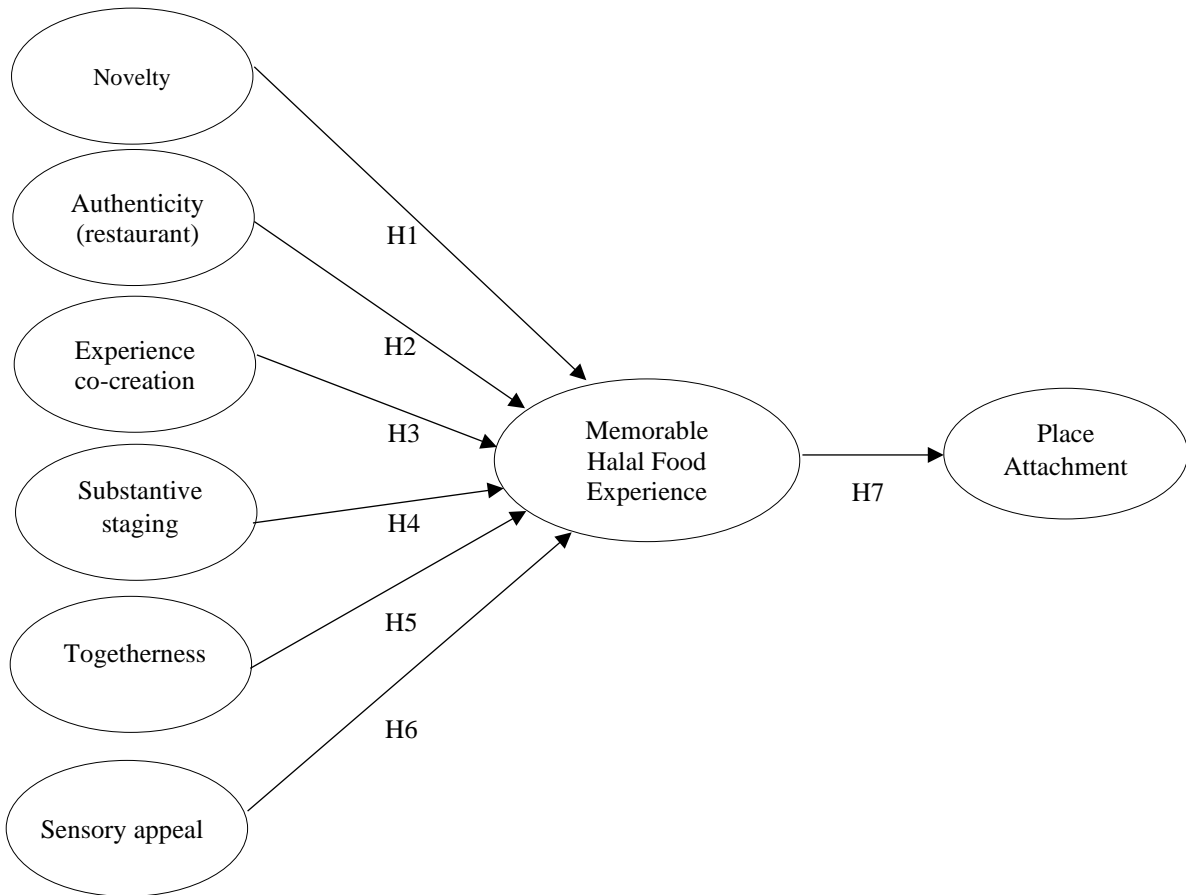 Novelty
Authenticity
(restaurant)
H1
H2
Experience
co-creation
H3
Memorable
Halal Food
Experience
Place
Attachment
H7
Substantive
staging
H4
Togetherness
H5
H6
Sensory appeal